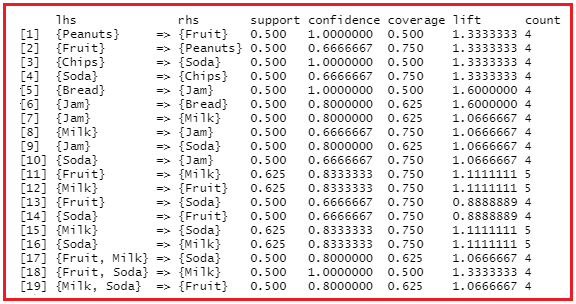 lhs rhs support confidence coverage lift count
[1] {Peanuts} => {Fruit} 0.500 1.0000000 0.500 1.3333333 4
[2] {Fruit} => {Peanuts} 0.500 0.6666667 0.750 1.3333333 4
[3] {Chips} => {Soda} 0.500 1.0000000 0.500 1.3333333 4
[4] {Soda} => {Chips} 0.500 0.6666667 0.750 1.3333333 4
[5] {Bread} => {Jam} 0.500 1.0000000 0.500 1.6000000 4
[6] {Jam} => {Bread} 0.500 0.8000000 0.625 1.6000000 4
[7] {Jam} => {Milk} 0.500 0.8000000 0.625 1.0666667 4
[8] {Milk} => {Jam} 0.500 0.6666667 0.750 1.0666667 4
[9] {Jam} => {Soda} 0.500 0.8000000 0.625 1.0666667 4
[10] {Soda} => {Jam} 0.500 0.6666667 0.750 1.0666667 4
[11] {Fruit} => {Milk} 0.625 0.8333333 0.750 1.1111111 5
[12] {Milk} => {Fruit} 0.625 0.8333333 0.750 1.1111111 5
[13] {Fruit} => {Soda} 0.500 0.6666667 0.750 0.8888889 4
[14] {Soda} => {Fruit} 0.500 0.6666667 0.750 0.8888889 4
[15] {Milk} => {Soda} 0.625 0.8333333 0.750 1.1111111 5
[16] {Soda} => {Milk} 0.625 0.8333333 0.750 1.1111111 5
[17] {Fruit, Milk} => {Soda} 0.500 0.8000000 0.625 1.0666667 4
[18] {Fruit, Soda} => {Milk} 0.500 1.0000000 0.500 1.3333333 4
[19] {Milk, Soda} => {Fruit} 0.500 0.8000000 0.625 1.0666667 4